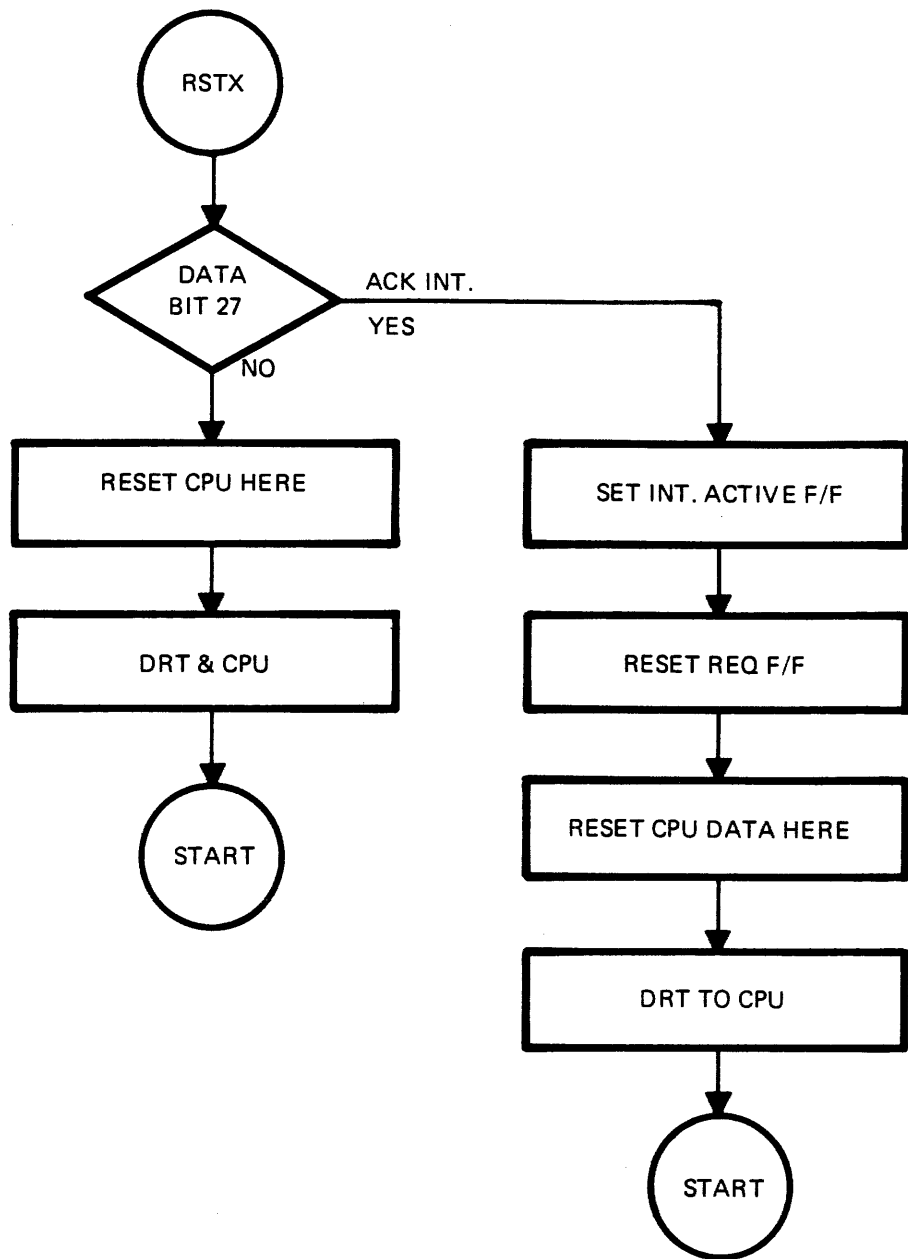 RSTX
DATA
BIT 27
ACK INT.
YES
NO
RESET CPU HERE
DRT & CPU
START
SET INT. ACTIVE F/F
RESET REQ F/F
RESET CPU DATA HERE
DRT TO CPU
START